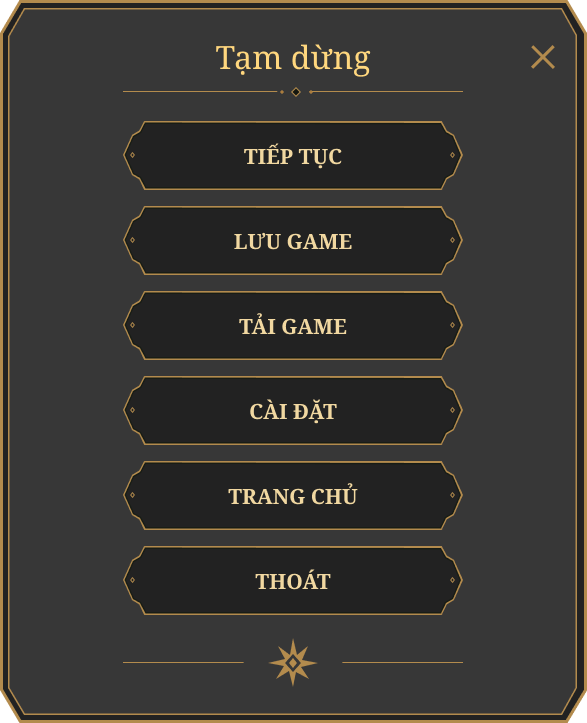 Tạm dừng
TIẾP TỤC
LƯU GAME
TẢI GAME
CÀI ĐẶT
TRANG CHỦ
THOÁT